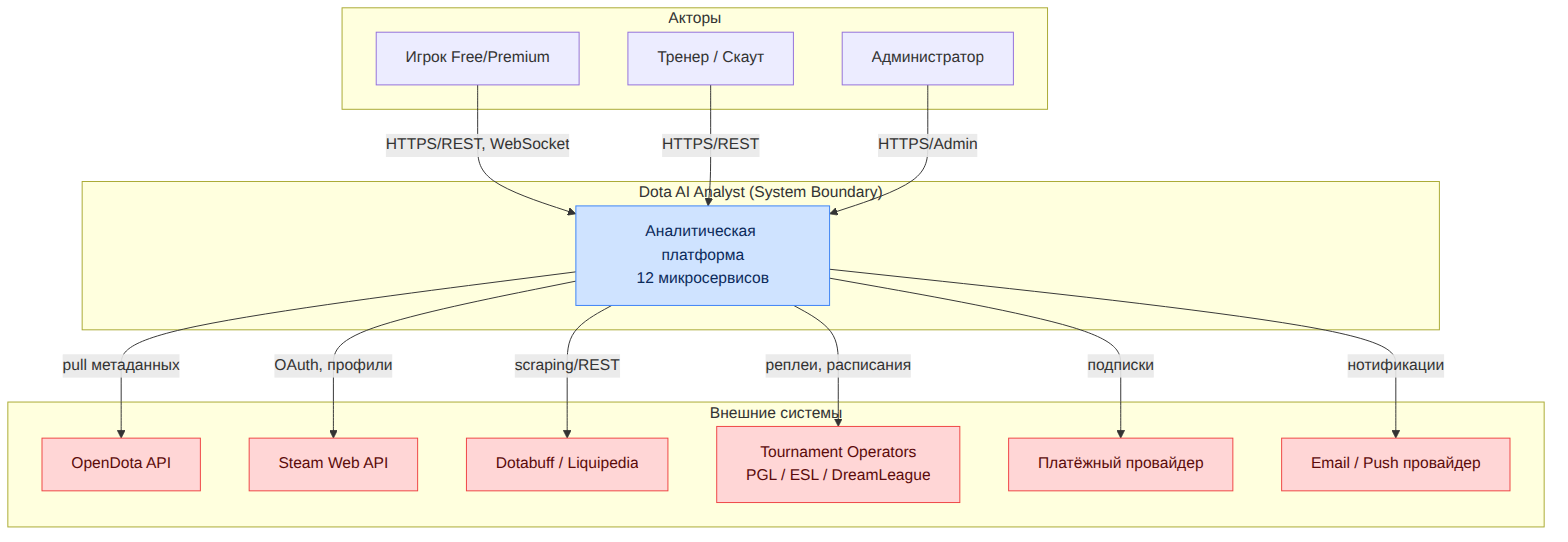 Акторы
Игрок Free/Premium
Тренер / Скаут
Администратор
HTTPS/REST, WebSocket
HTTPS/REST
HTTPS/Admin
Dota AI Analyst (System Boundary)
Аналитическая
платформа
12 микросервисов
pull метаданных
OAuth, профили
scraping/REST
реплеи, расписания
подписки
нотификации
Внешние системы
OpenDota API
Steam Web API
Dotabuff / Liquipedia
Tournament Operators
PGL / ESL / DreamLeague
Платёжный провайдер
Email / Push провайдер